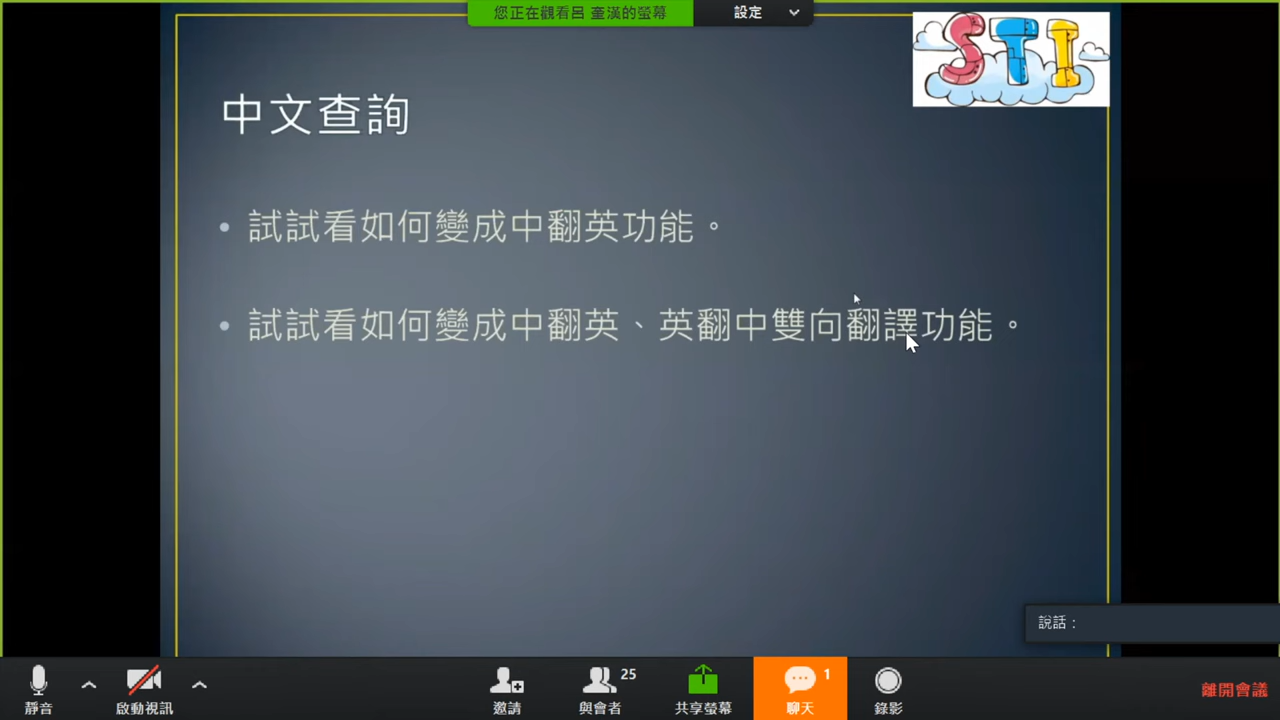 您正在觀看呂 奎漢的螢幕
設定
STI
中文查詢
• 試試看如何變成中翻英功能。
• 試試看如何變成中翻英、英翻中雙向翻譯功能。
說話：
靜音
啟動視訊
邀請
25
與會者
共享螢幕
1
聊天
錄影
離開會議